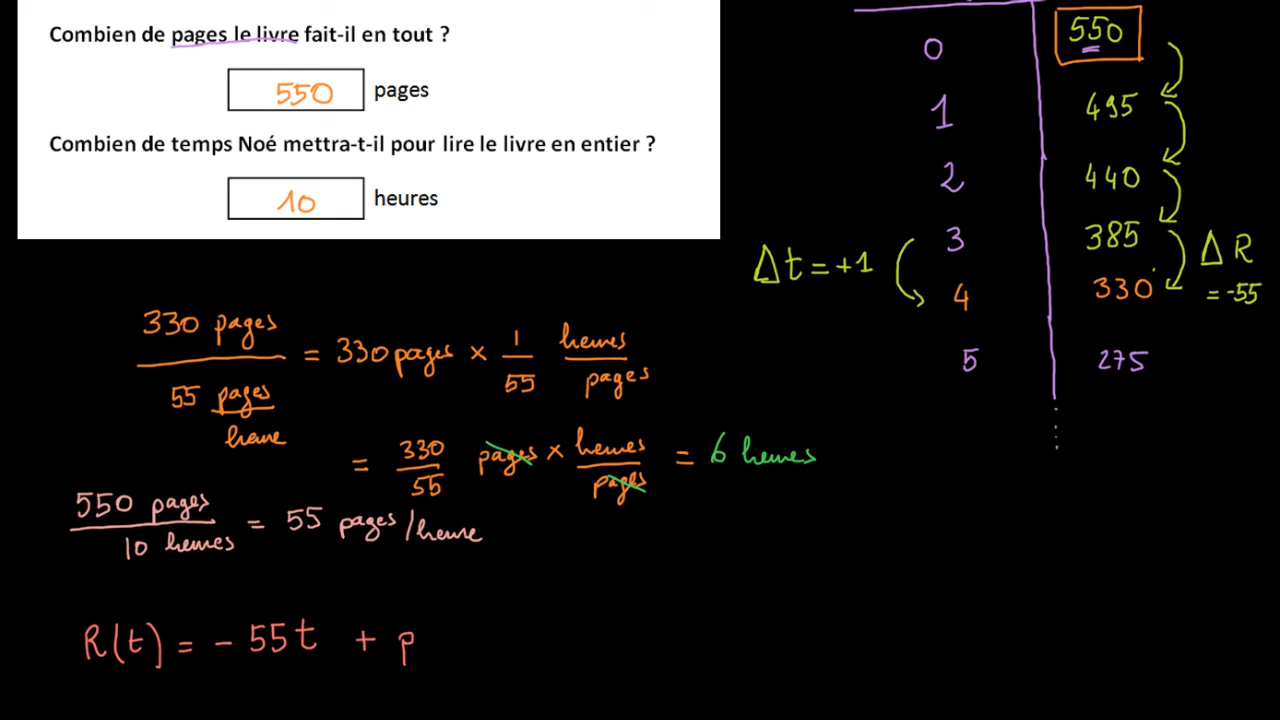 Combien de pages le livre fait-il en tout ?
550 pages
Combien de temps Noé mettra-t-il pour lire le livre en entier ?
10 heures
0 550
1 495
2 440
3 385
Δt = +1
4 330
ΔR
= -55
5 275
330 pages
55 pages
heure
= 330 pages × 1/55 heures/pages
= 330/55 pages × heures/pages = 6 heures
550 pages
10 heures
= 55 pages/heure
R(t) = - 55t + p